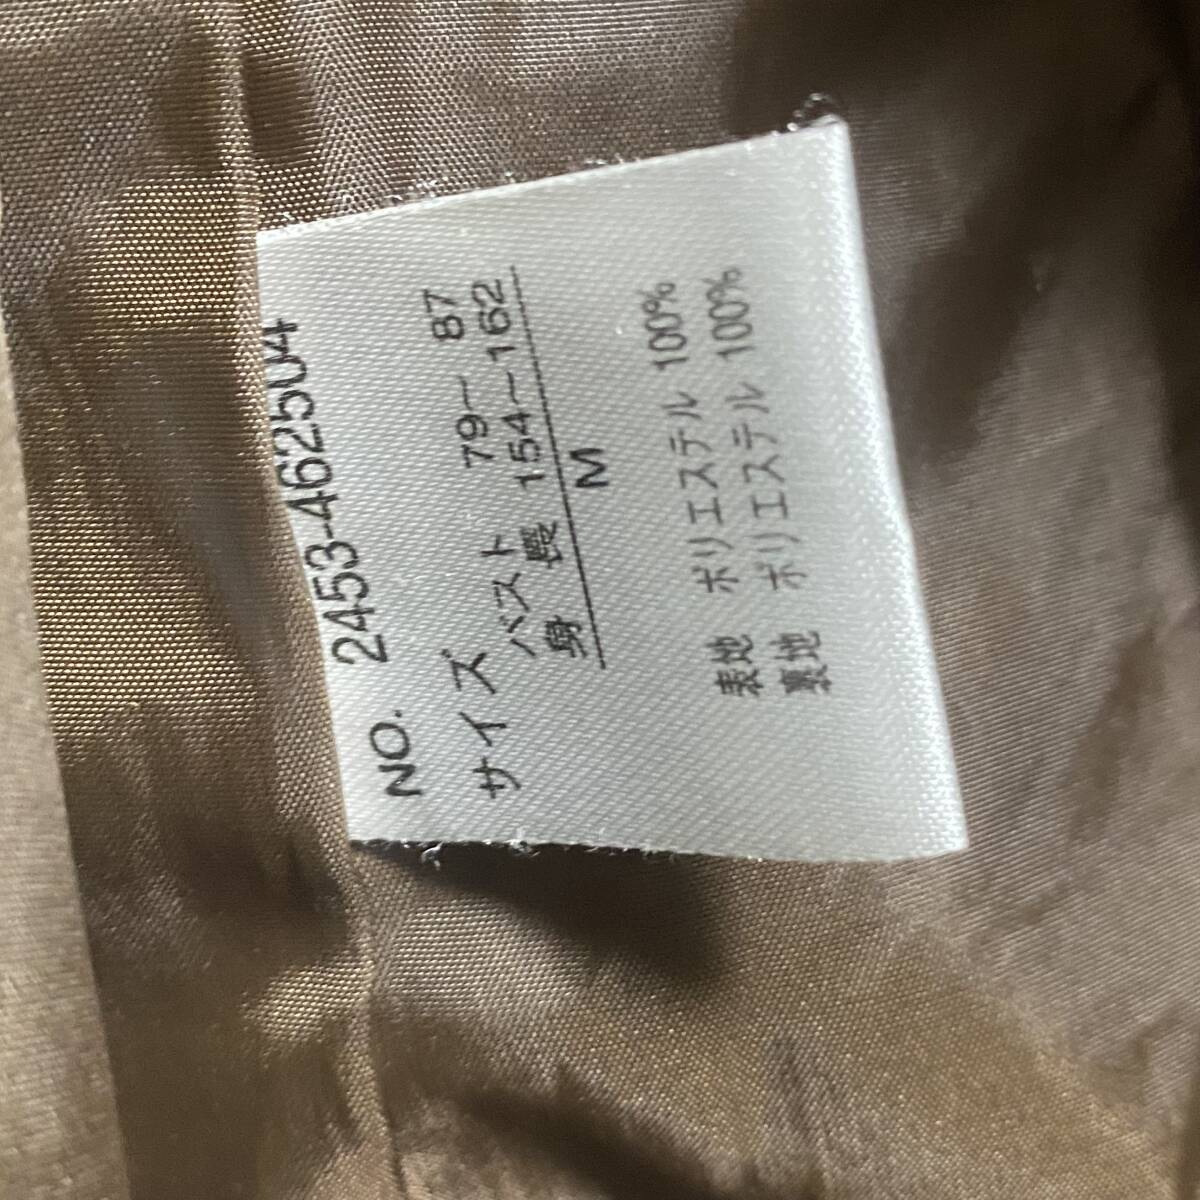 NO. 2453-462504
サイズ
バスト 79～ 87
身 長 154～162
M
表地 ポリエステル 100%
裏地 ポリエステル 100%